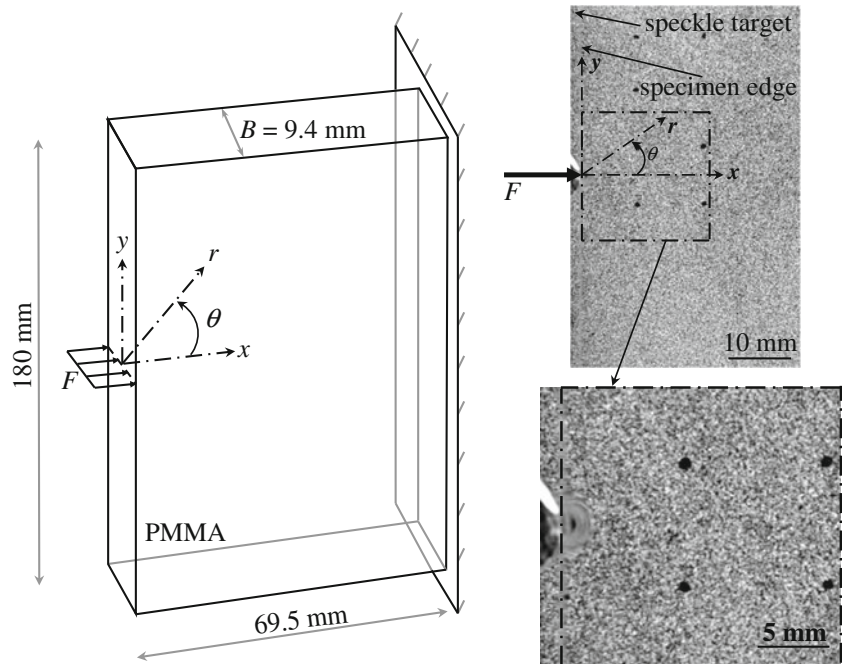 B = 9.4 mm
180 mm
y
r
θ
x
F
PMMA
69.5 mm
speckle target
y
specimen edge
r
θ
x
F
10 mm
5 mm